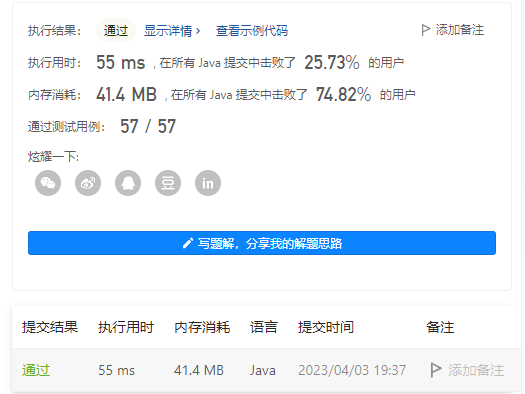 执行结果： 通过 显示详情 › 查看示例代码 添加备注
执行用时： 55 ms , 在所有 Java 提交中击败了 25.73% 的用户
内存消耗： 41.4 MB , 在所有 Java 提交中击败了 74.82% 的用户
通过测试用例： 57 / 57
炫耀一下:
豆 in
写题解，分享我的解题思路
提交结果 执行用时 内存消耗 语言 提交时间 备注
通过 55 ms 41.4 MB Java 2023/04/03 19:37 添加备注